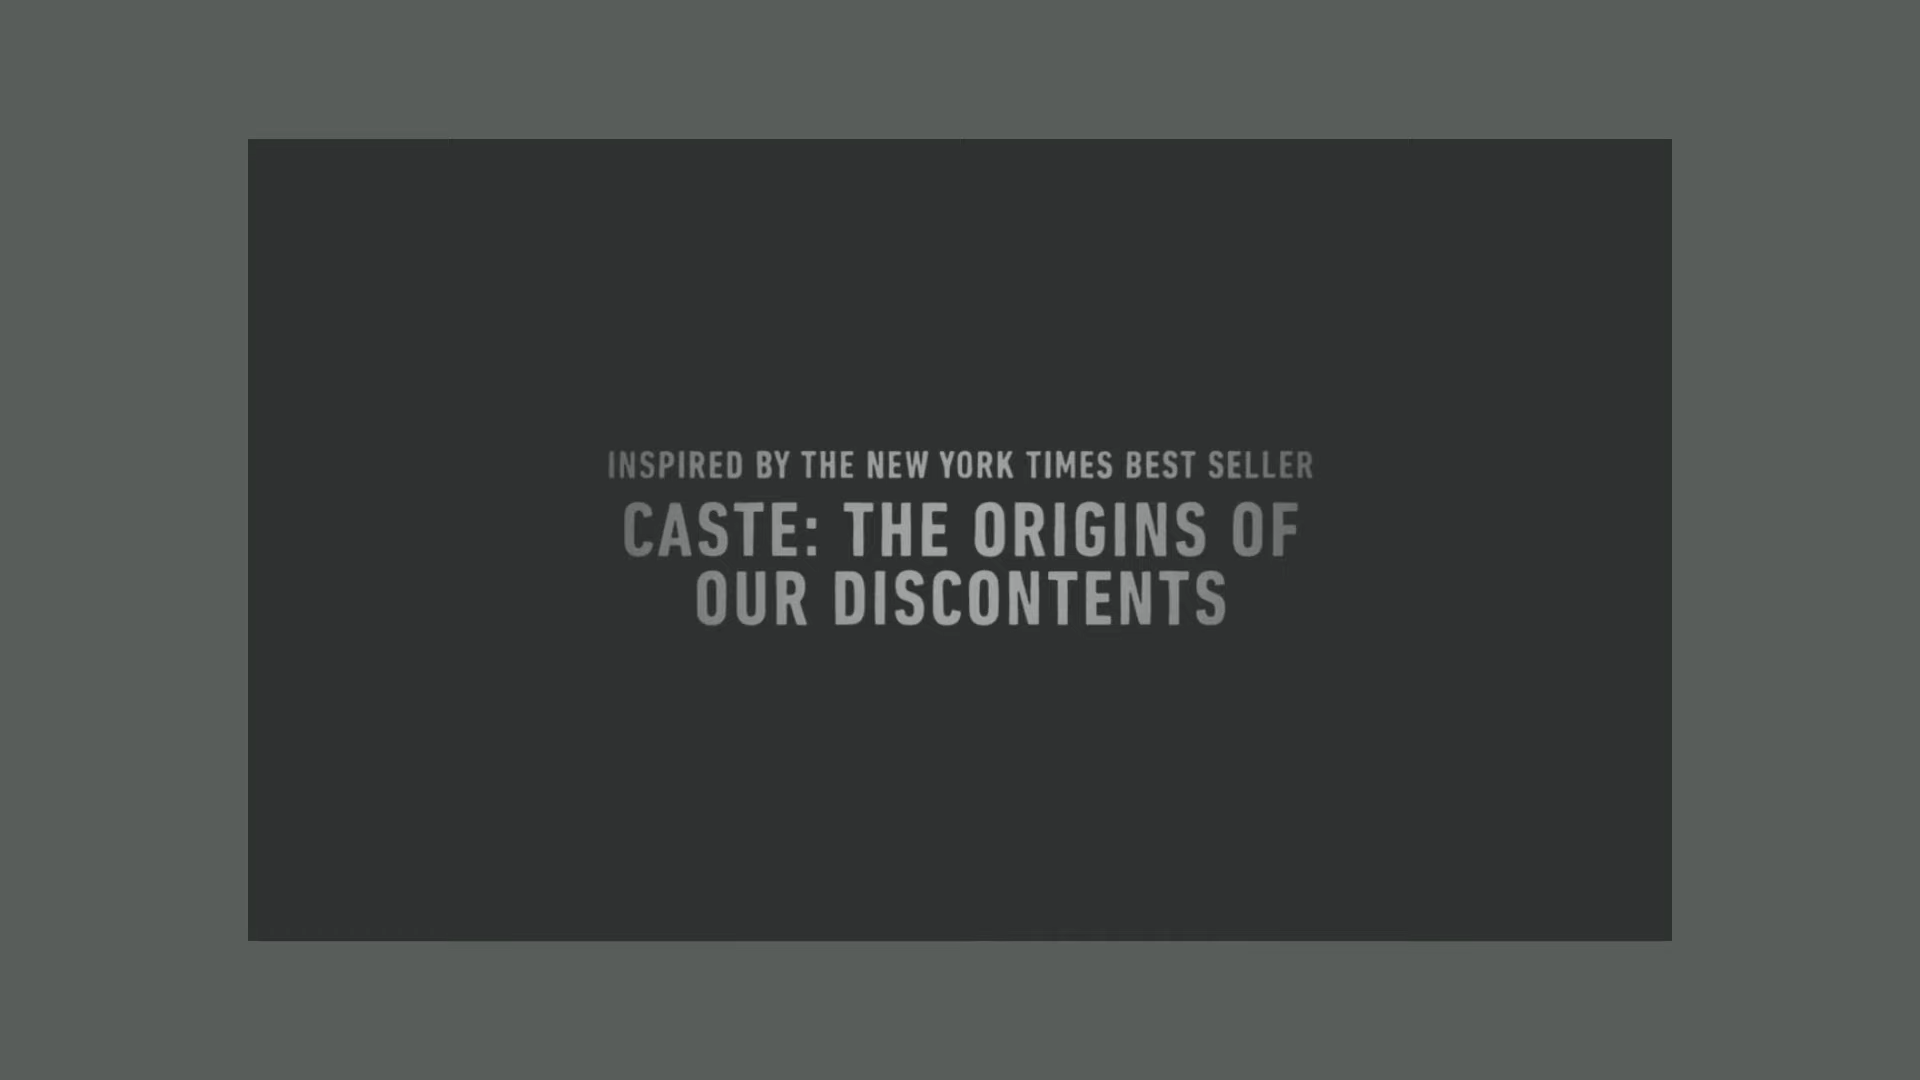 INSPIRED BY THE NEW YORK TIMES BEST SELLER
CASTE: THE ORIGINS OF
OUR DISCONTENTS